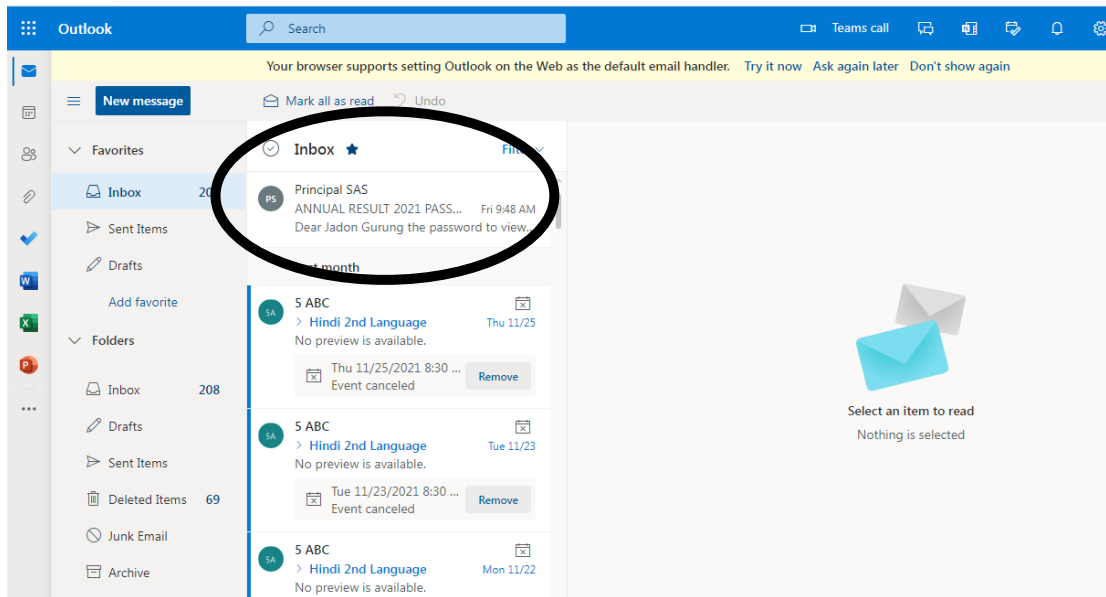 Outlook
Search
Teams call
Your browser supports setting Outlook on the Web as the default email handler. Try it now Ask again later Don't show again
New message
Mark all as read
Undo
Favorites
Inbox
Sent Items
Drafts
Add favorite
Folders
Inbox 208
Drafts
Sent Items
Deleted Items 69
Junk Email
Archive
Inbox
PS
Principal SAS
ANNUAL RESULT 2021 PASS... Fri 9:48 AM
Dear Jadon Gurung the password to view...
month
SA
5 ABC
> Hindi 2nd Language Thu 11/25
No preview is available.
Thu 11/25/2021 8:30 ...
Event canceled
Remove
SA
5 ABC
> Hindi 2nd Language Tue 11/23
No preview is available.
Tue 11/23/2021 8:30 ...
Event canceled
Remove
SA
5 ABC
> Hindi 2nd Language Mon 11/22
No preview is available.
Select an item to read
Nothing is selected